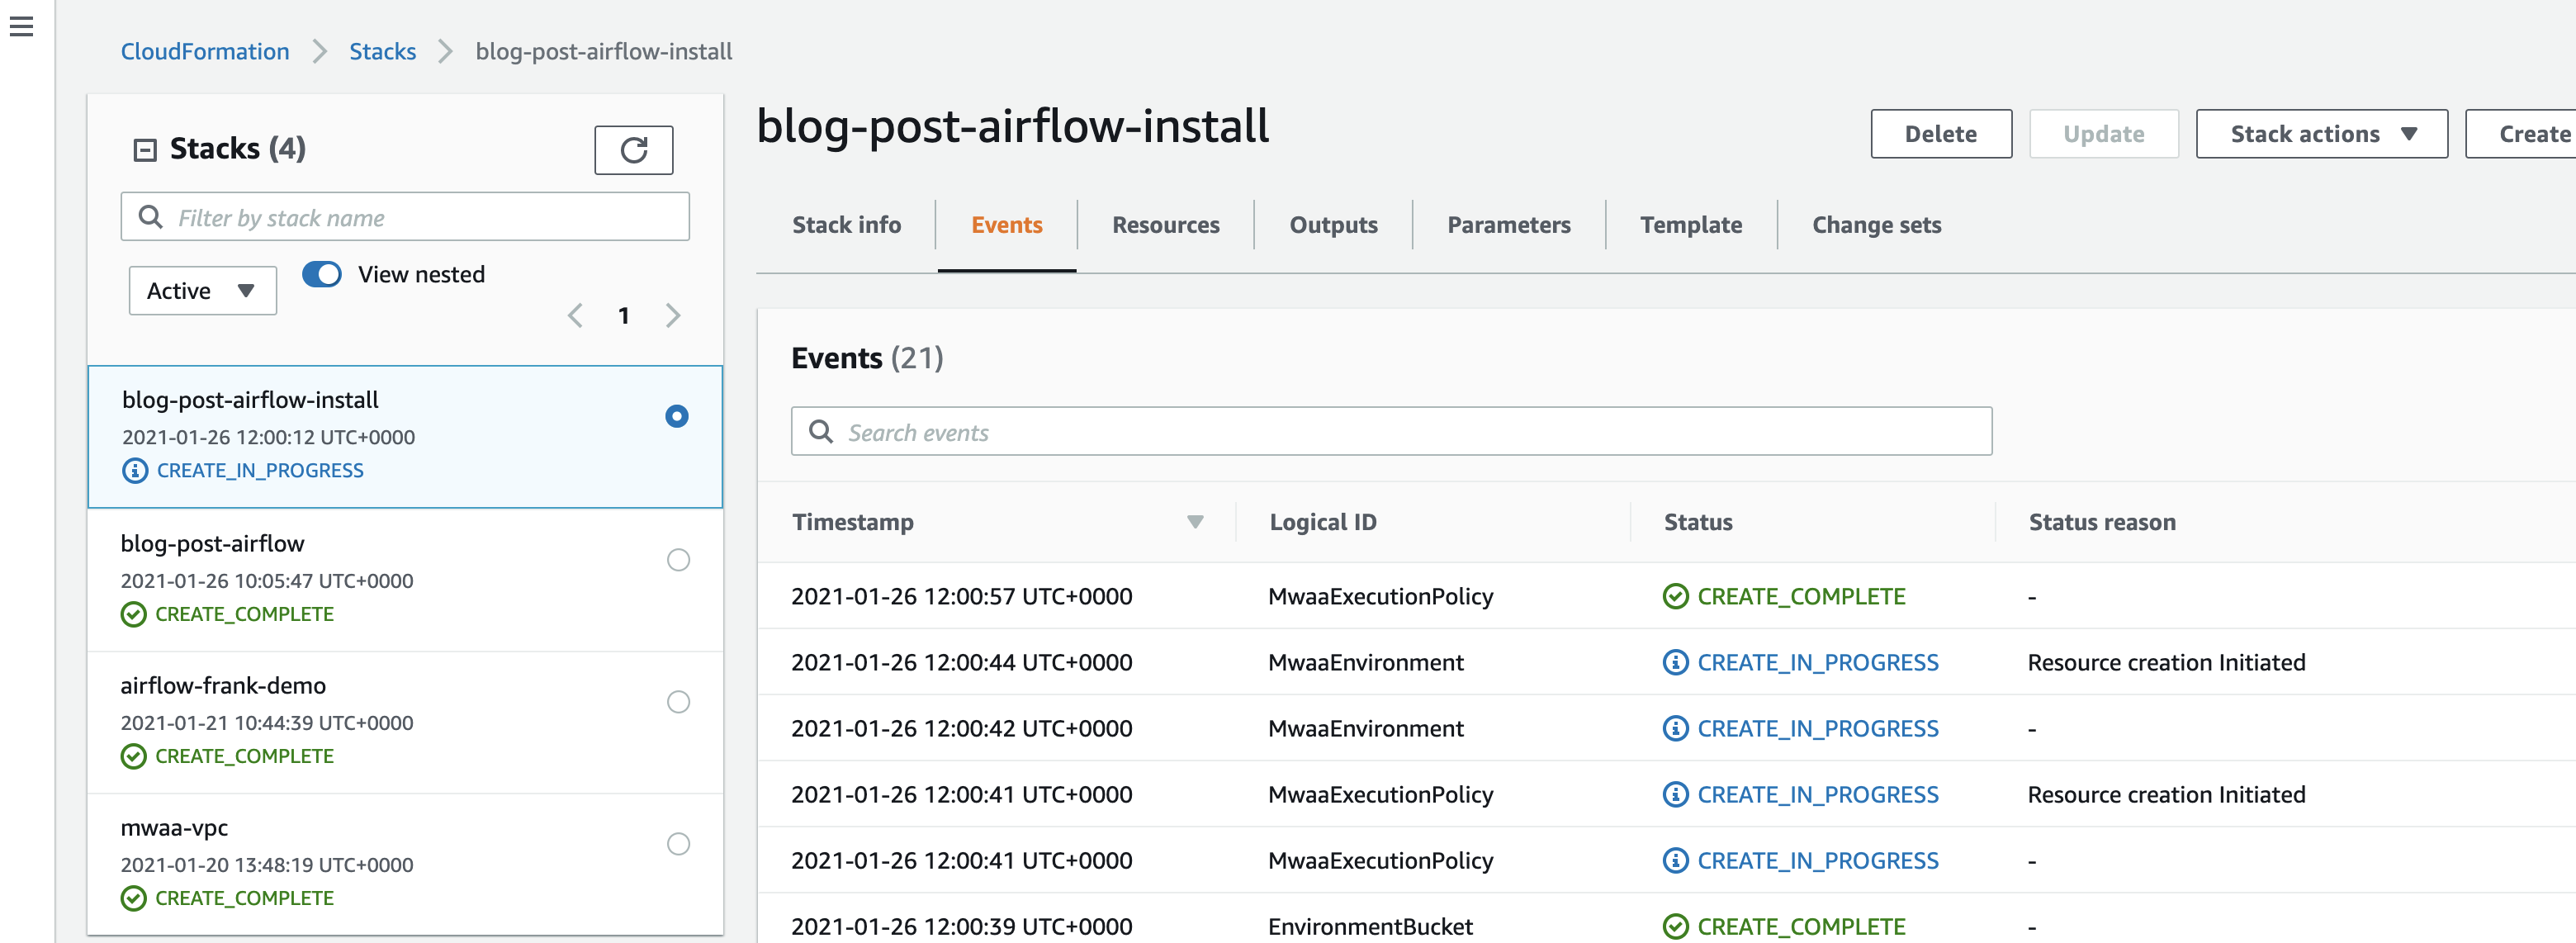 CloudFormation > Stacks > blog-post-airflow-install
Stacks (4)
Filter by stack name
Active
View nested
1
blog-post-airflow-install
2021-01-26 12:00:12 UTC+0000
CREATE_IN_PROGRESS
blog-post-airflow
2021-01-26 10:05:47 UTC+0000
CREATE_COMPLETE
airflow-frank-demo
2021-01-21 10:44:39 UTC+0000
CREATE_COMPLETE
mwaa-vpc
2021-01-20 13:48:19 UTC+0000
CREATE_COMPLETE
blog-post-airflow-install
Delete Update Stack actions Create
Stack info Events Resources Outputs Parameters Template Change sets
Events (21)
Search events
Timestamp Logical ID Status Status reason
2021-01-26 12:00:57 UTC+0000 MwaaExecutionPolicy CREATE_COMPLETE -
2021-01-26 12:00:44 UTC+0000 MwaaEnvironment CREATE_IN_PROGRESS Resource creation Initiated
2021-01-26 12:00:42 UTC+0000 MwaaEnvironment CREATE_IN_PROGRESS -
2021-01-26 12:00:41 UTC+0000 MwaaExecutionPolicy CREATE_IN_PROGRESS Resource creation Initiated
2021-01-26 12:00:41 UTC+0000 MwaaExecutionPolicy CREATE_IN_PROGRESS -
2021-01-26 12:00:39 UTC+0000 EnvironmentBucket CREATE_COMPLETE -